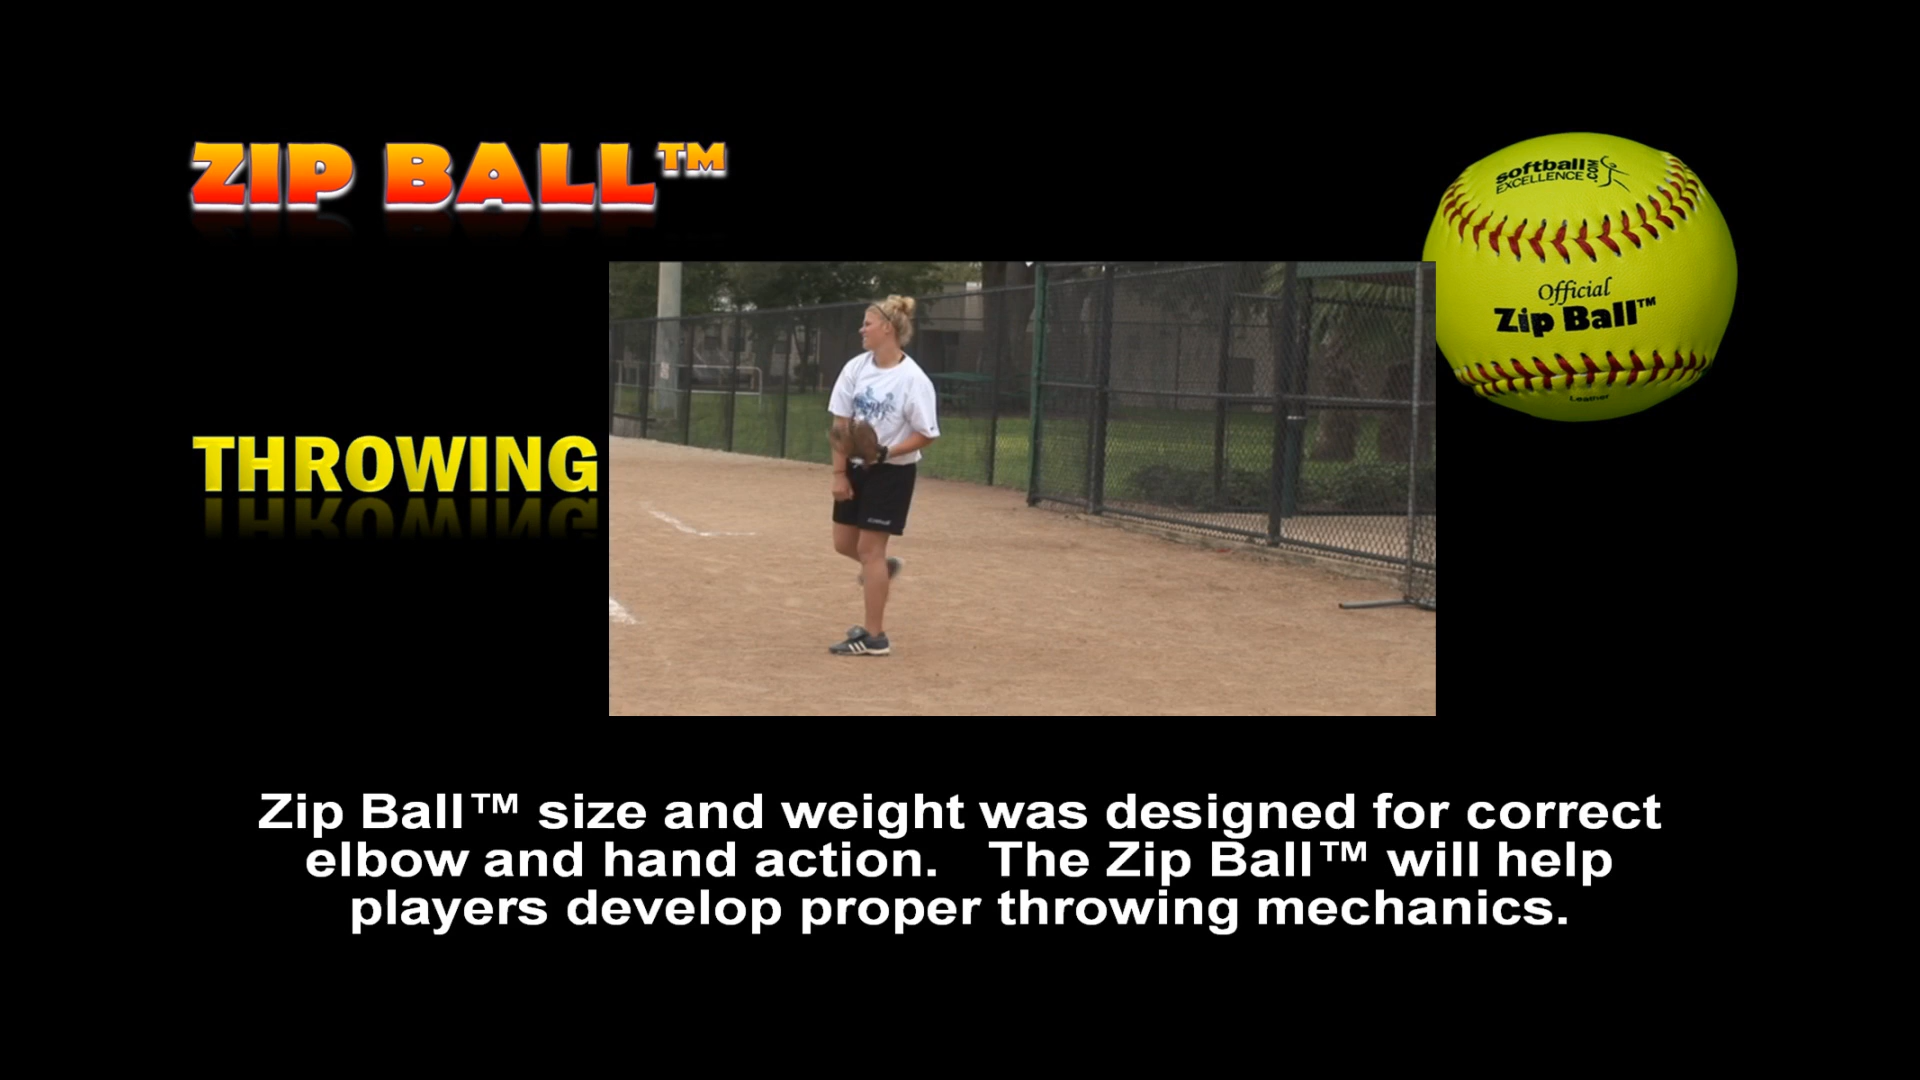 ZIP BALL™
softball
EXCELLENCE.COM
Official
Zip Ball™
Leather
THROWING
Zip Ball™ size and weight was designed for correct
elbow and hand action.   The Zip Ball™ will help
players develop proper throwing mechanics.